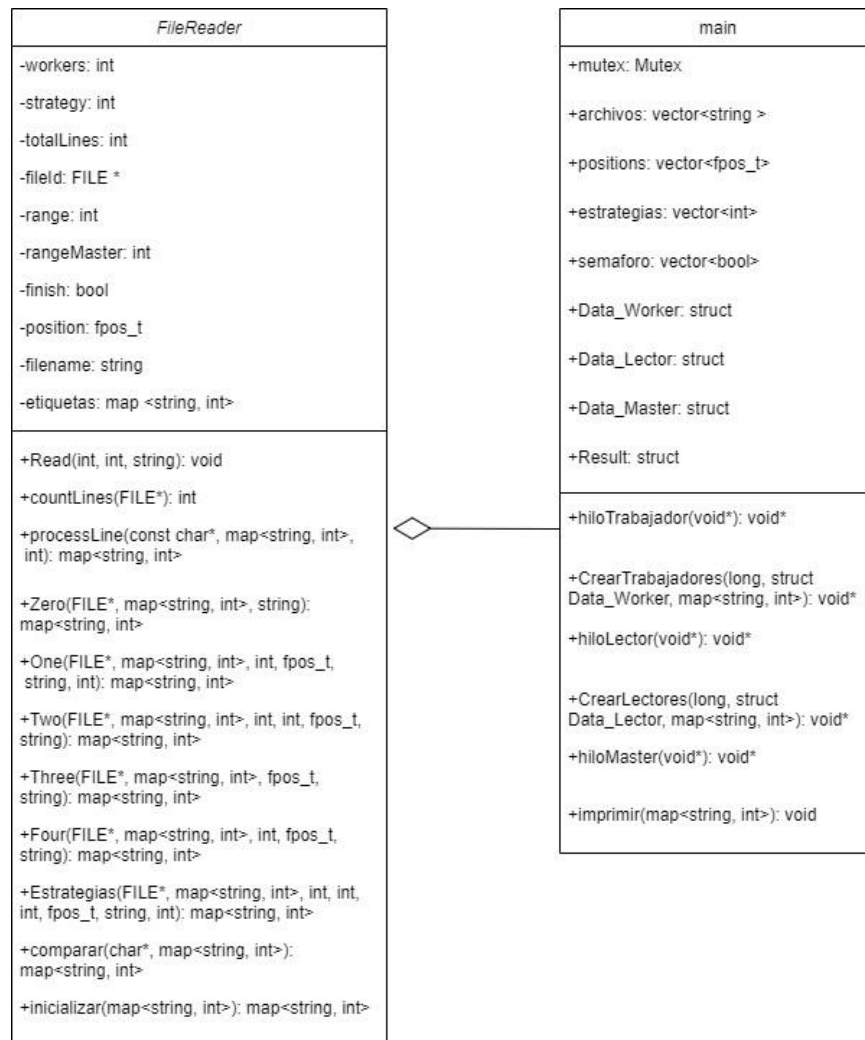 FileReader
-workers: int
-strategy: int
-totalLines: int
-fileId: FILE *
-range: int
-rangeMaster: int
-finish: bool
-position: fpos_t
-filename: string
-etiquetas: map <string, int>
+Read(int, int, string): void
+countLines(FILE*): int
+processLine(const char*, map<string, int>,
int): map<string, int>
+Zero(FILE*, map<string, int>, string):
map<string, int>
+One(FILE*, map<string, int>, int, fpos_t,
string, int): map<string, int>
+Two(FILE*, map<string, int>, int, int, fpos_t,
string): map<string, int>
+Three(FILE*, map<string, int>, fpos_t,
string): map<string, int>
+Four(FILE*, map<string, int>, int, fpos_t,
string): map<string, int>
+Estrategias(FILE*, map<string, int>, int, int,
int, fpos_t, string, int): map<string, int>
+comparar(char*, map<string, int>):
map<string, int>
+inicializar(map<string, int>): map<string, int>
main
+mutex: Mutex
+archivos: vector<string >
+positions: vector<fpos_t>
+estrategias: vector<int>
+semaforo: vector<bool>
+Data_Worker: struct
+Data_Lector: struct
+Data_Master: struct
+Result: struct
+hiloTrabajador(void*): void*
+CrearTrabajadores(long, struct
Data_Worker, map<string, int>): void*
+hiloLector(void*): void*
+CrearLectores(long, struct
Data_Lector, map<string, int>): void*
+hiloMaster(void*): void*
+imprimir(map<string, int>): void